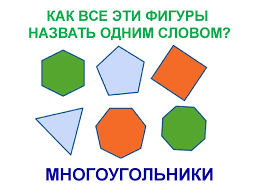 КАК ВСЕ ЭТИ ФИГУРЫ
НАЗВАТЬ ОДНИМ СЛОВОМ?
МНОГОУГОЛЬНИКИ